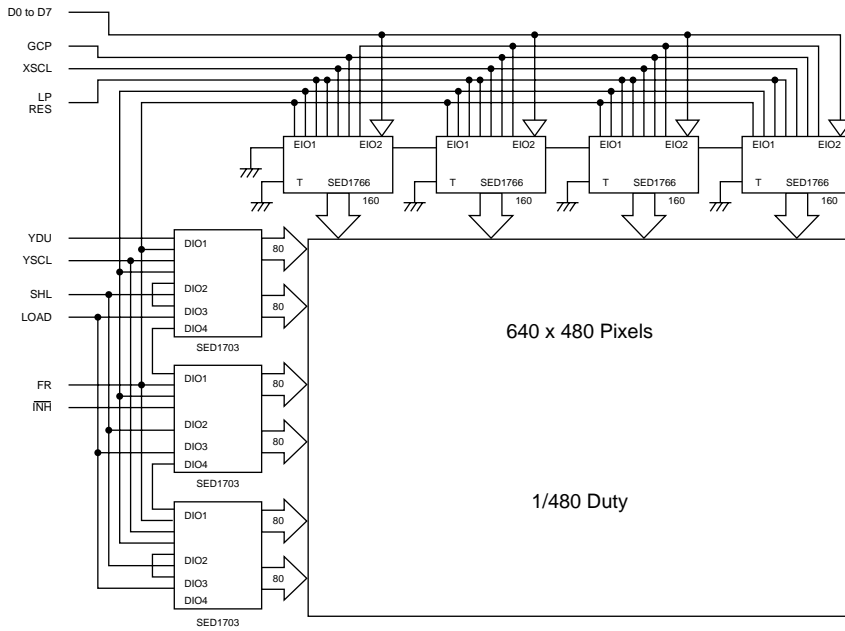 D0 to D7
GCP
XSCL
LP
RES
EIO1 EIO2 EIO1 EIO2 EIO1 EIO2 EIO1 EIO2
T SED1766 T SED1766 T SED1766 T SED1766
160 160 160 160
YDU
YSCL
SHL
LOAD
DIO1
DIO2
DIO3
DIO4
80
80
SED1703
640 x 480 Pixels
FR
INH
DIO1
DIO2
DIO3
DIO4
80
80
SED1703
1/480 Duty
DIO1
DIO2
DIO3
DIO4
80
80
SED1703